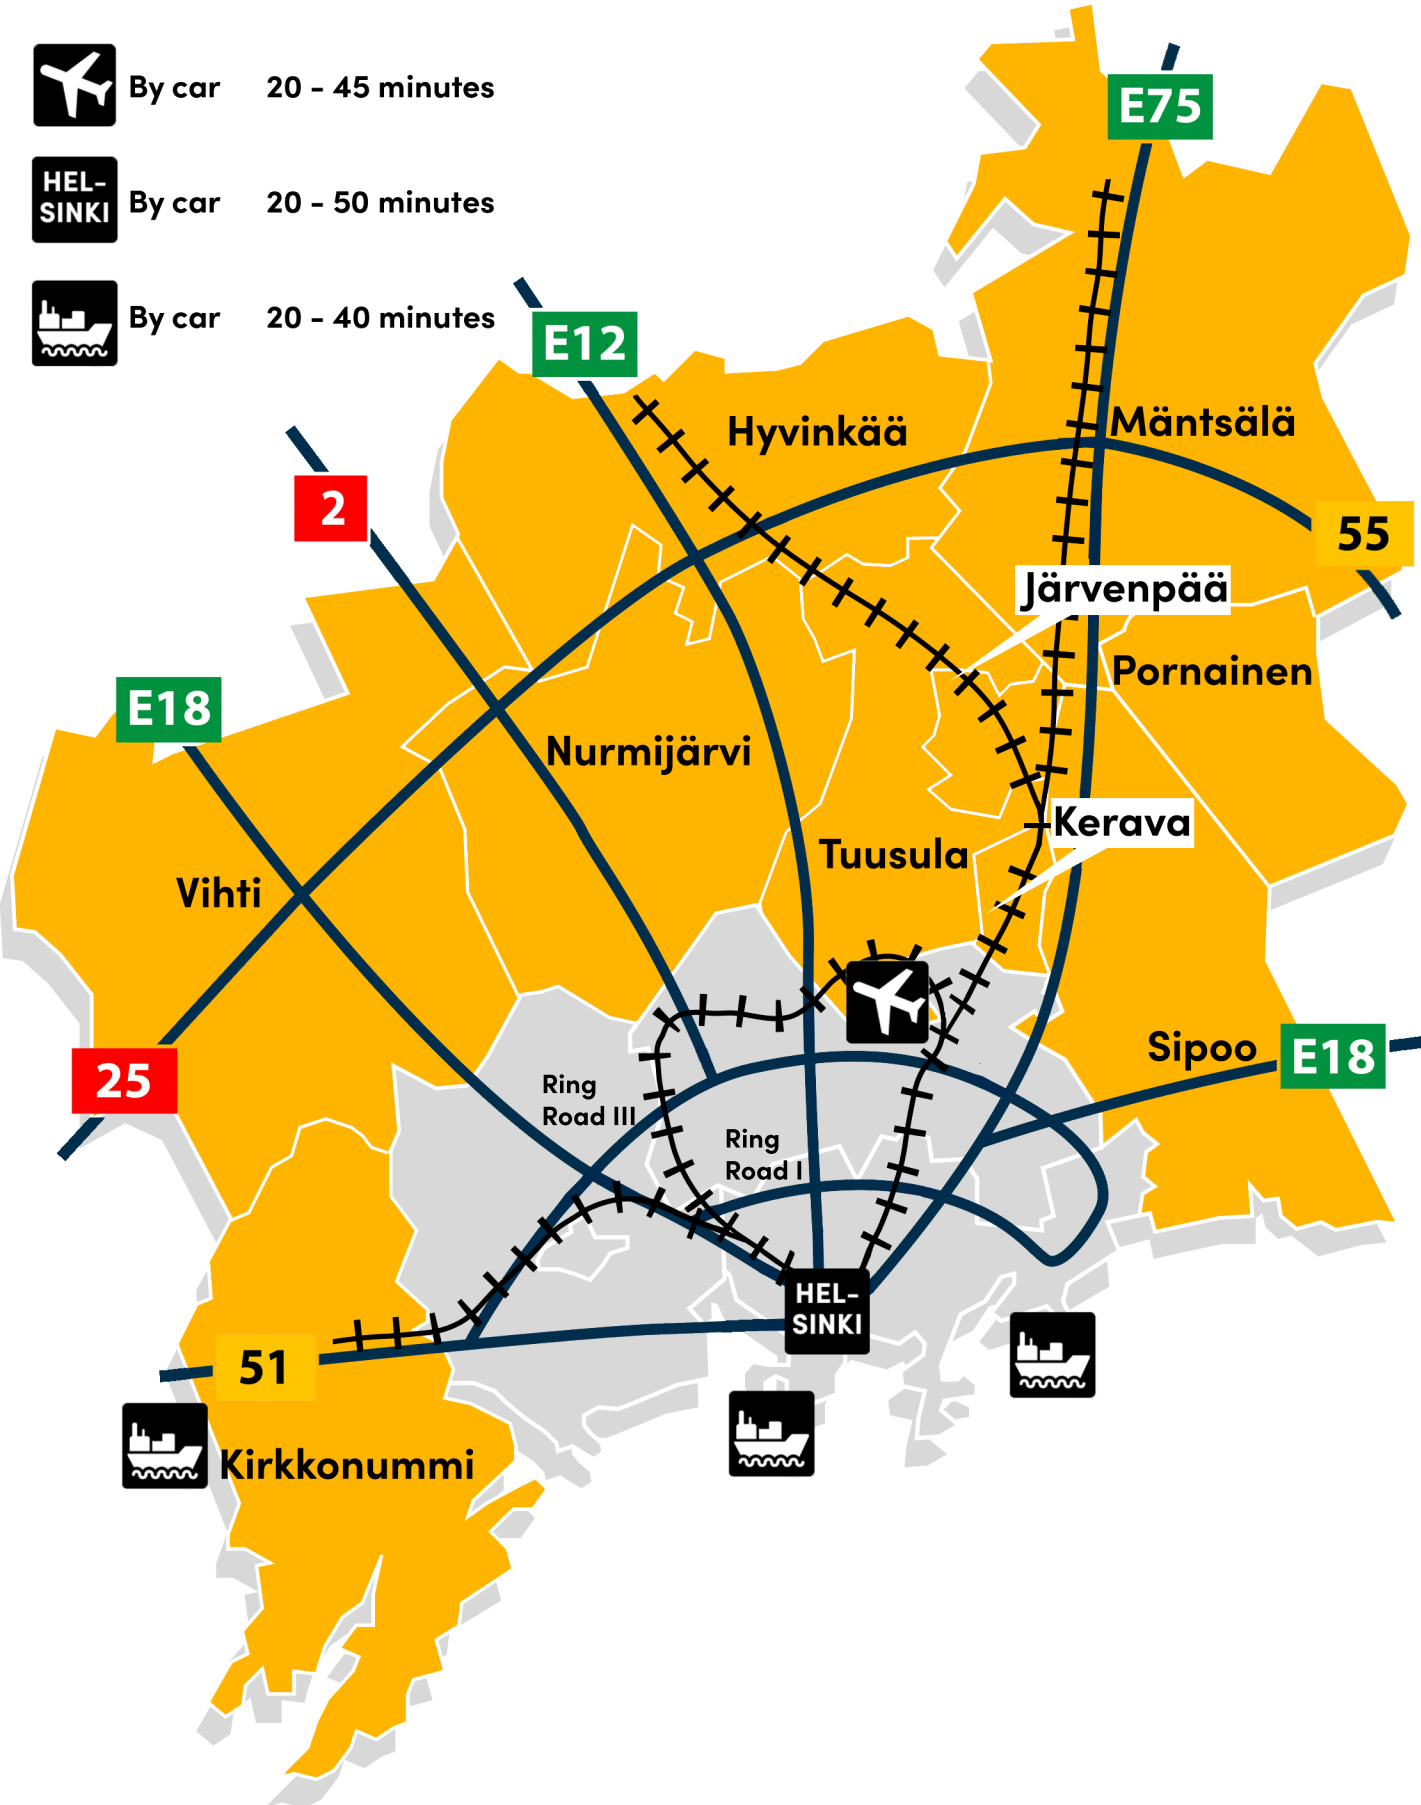 By car 20 - 45 minutes
HEL-
SINKI
By car 20 - 50 minutes
By car 20 - 40 minutes
E75
E12
Hyvinkää
Mäntsälä
2
55
Järvenpää
Pornainen
E18
Nurmijärvi
Kerava
Tuusula
Vihti
Sipoo
E18
25
Ring
Road III
Ring
Road I
HEL-
SINKI
51
Kirkkonummi